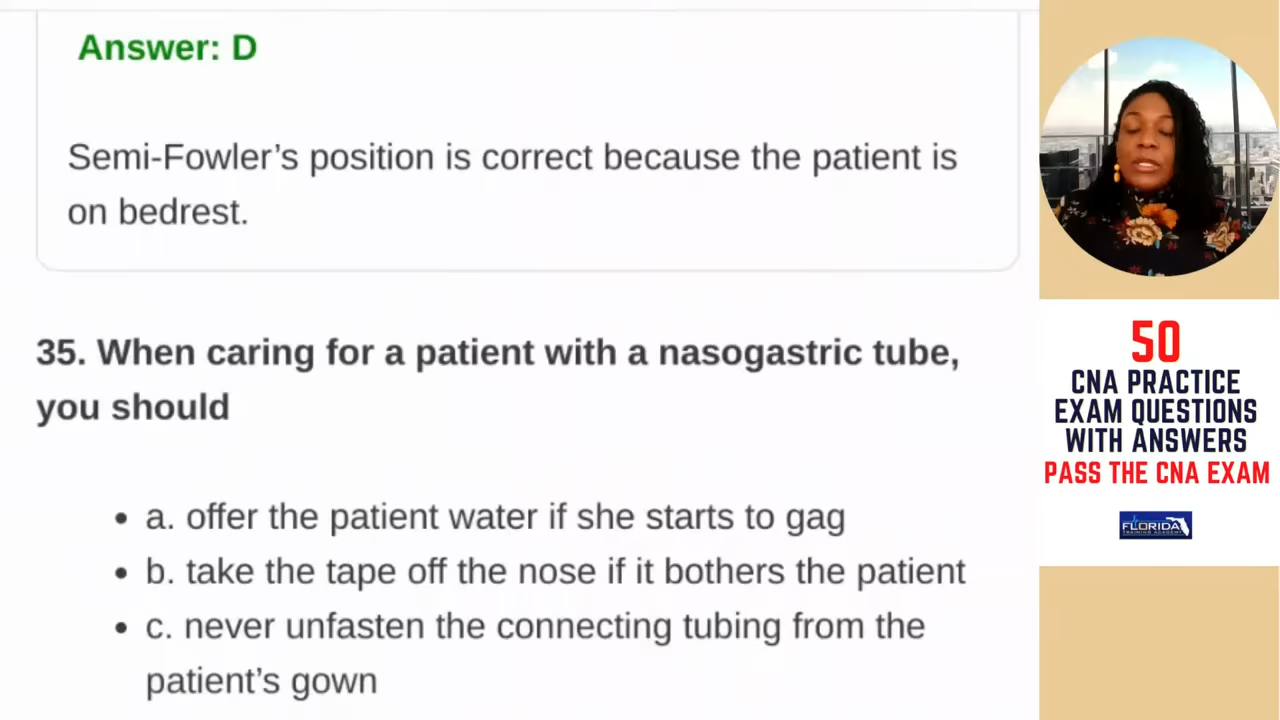 Answer: D
Semi-Fowler’s position is correct because the patient is
on bedrest.
35. When caring for a patient with a nasogastric tube,
you should
• a. offer the patient water if she starts to gag
• b. take the tape off the nose if it bothers the patient
• c. never unfasten the connecting tubing from the
patient’s gown
50
CNA PRACTICE
EXAM QUESTIONS
WITH ANSWERS
PASS THE CNA EXAM
FLORIDA
TRAINING ACADEMY